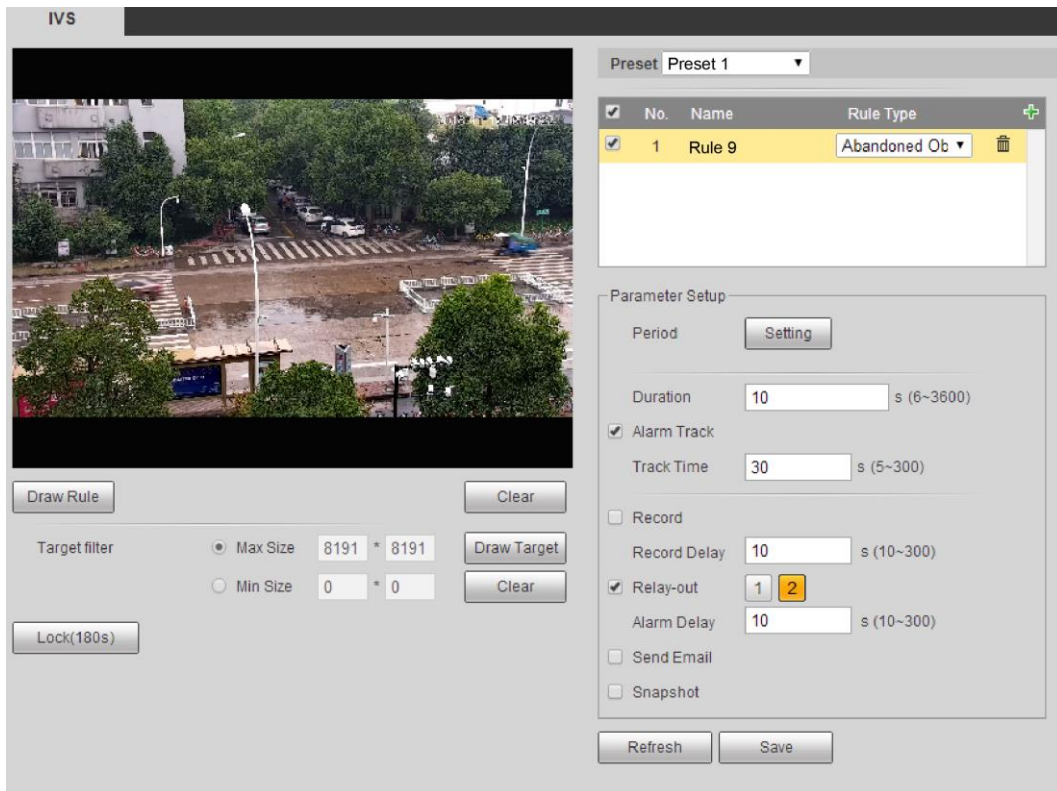 IVS
Preset Preset 1
No. Name Rule Type
1 Rule 9 Abandoned Ob
Parameter Setup
Period Setting
Duration 10 s (6~3600)
Alarm Track
Track Time 30 s (5~300)
Record
Record Delay 10 s (10~300)
Relay-out 1 2
Alarm Delay 10 s (10~300)
Send Email
Snapshot
Refresh Save
Draw Rule Clear
Target filter Max Size 8191 * 8191 Draw Target
Min Size 0 * 0 Clear
Lock(180s)